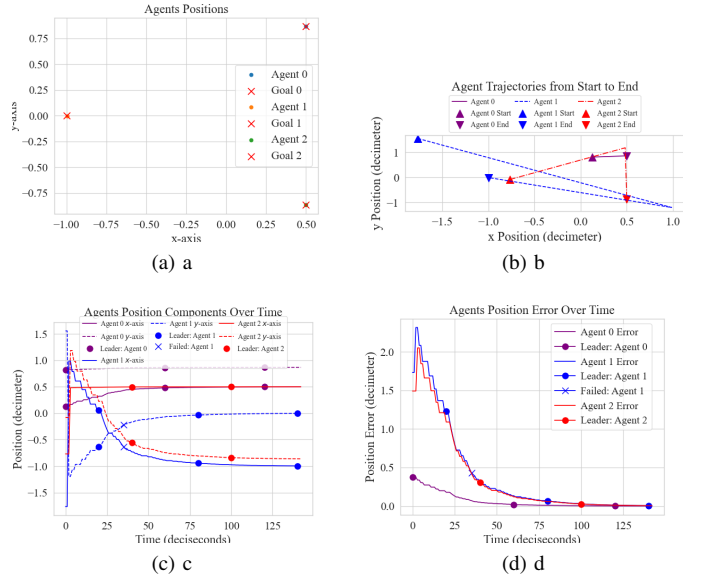 Agents Positions
0.75
0.50
0.25
0.00
−0.25
−0.50
−0.75
y-axis
Agent 0
Goal 0
Agent 1
Goal 1
Agent 2
Goal 2
−1.00 −0.75 −0.50 −0.25 0.00 0.25 0.50
x-axis
(a) a
Agent Trajectories from Start to End
Agent 0 Agent 1 Agent 2
Agent 0 Start Agent 1 Start Agent 2 Start
Agent 0 End Agent 1 End Agent 2 End
1
0
−1
y Position (decimeter)
−1.5 −1.0 −0.5 0.0 0.5 1.0
x Position (decimeter)
(b) b
Agents Position Components Over Time
Agent 0 x-axis Agent 1 y-axis Agent 2 x-axis
Agent 0 y-axis Leader: Agent 1 Agent 2 y-axis
Leader: Agent 0 Failed: Agent 1 Leader: Agent 2
Agent 1 x-axis
1.5
1.0
0.5
0.0
−0.5
−1.0
−1.5
Position (decimeter)
0 25 50 75 100 125
Time (deciseconds)
(c) c
Agents Position Error Over Time
Agent 0 Error
Leader: Agent 0
Agent 1 Error
Leader: Agent 1
Failed: Agent 1
Agent 2 Error
Leader: Agent 2
2.0
1.5
1.0
0.5
0.0
Position Error (decimeter)
0 25 50 75 100 125
Time (deciseconds)
(d) d